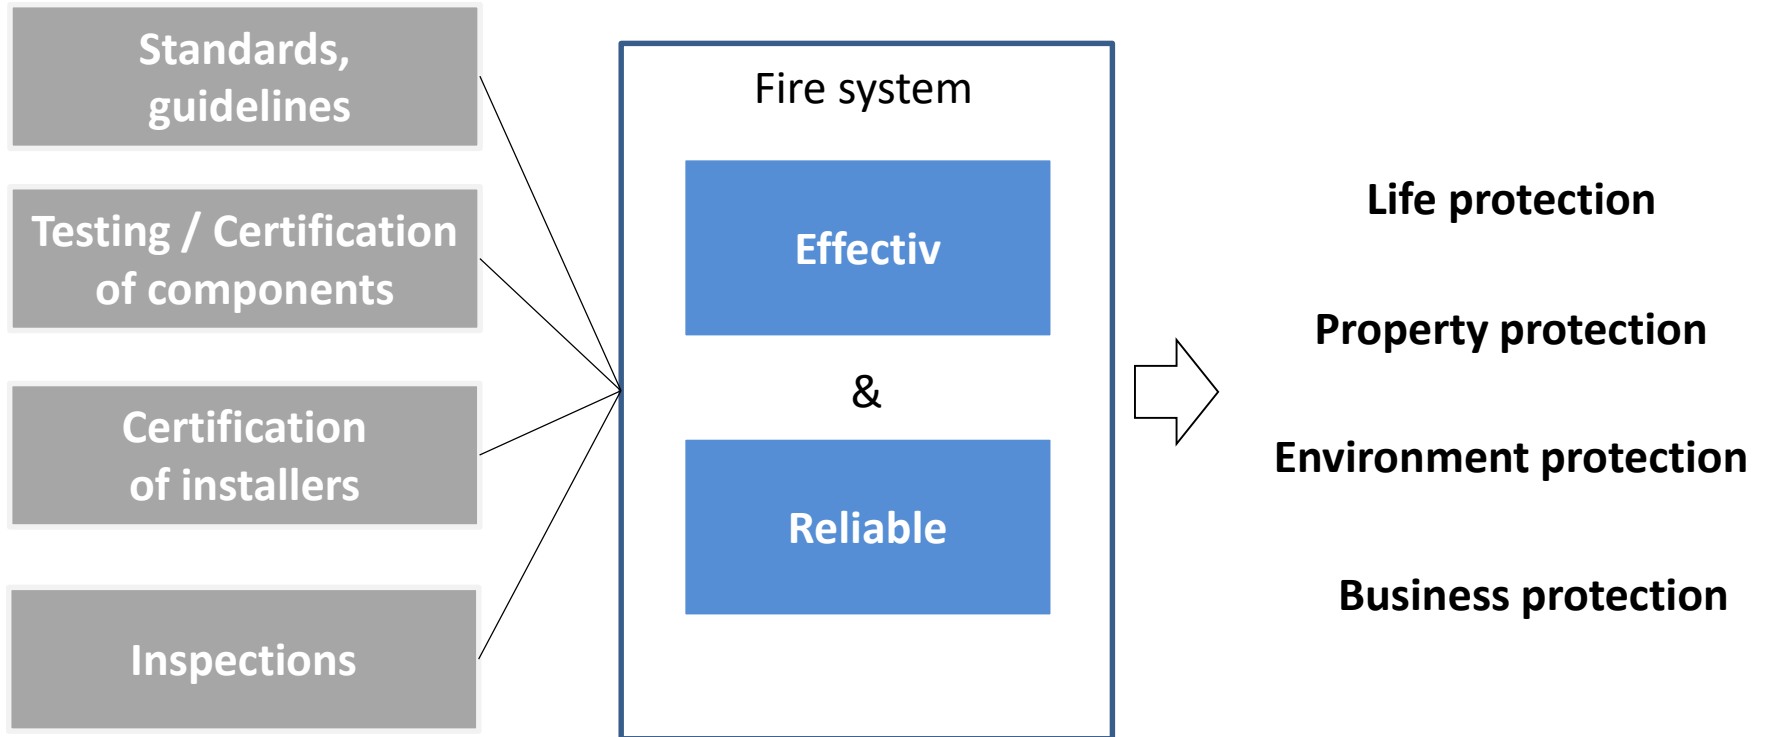 Standards,
guidelines
Testing / Certification
of components
Certification
of installers
Inspections
Fire system
Effectiv
&
Reliable
Life protection
Property protection
Environment protection
Business protection